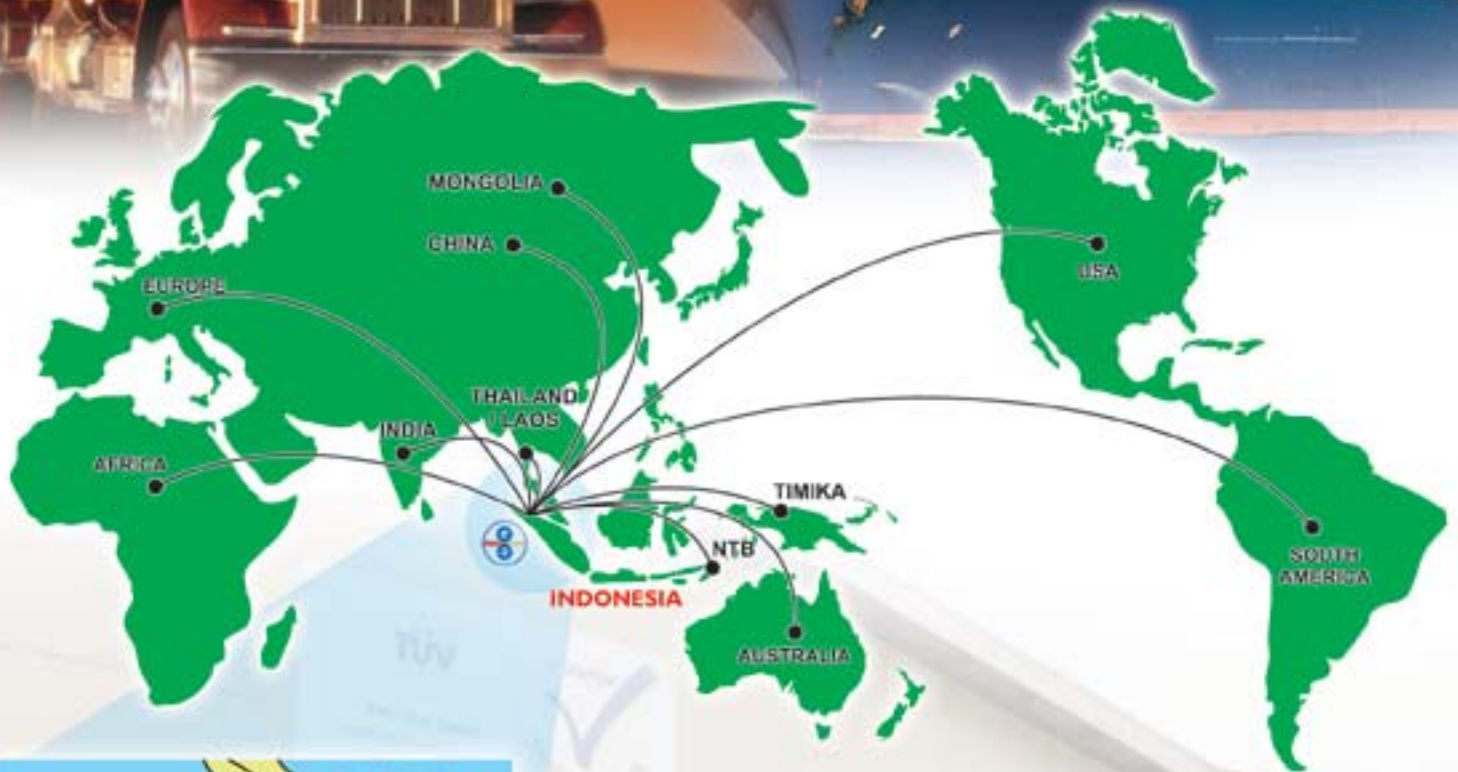 MONGOLIA
CHINA
USA
EUROPE
THAILAND
/ LAOS
INDIA
AFRICA
TIMIKA
NTB
SOUTH
AMERICA
INDONESIA
AUSTRALIA
TÜV